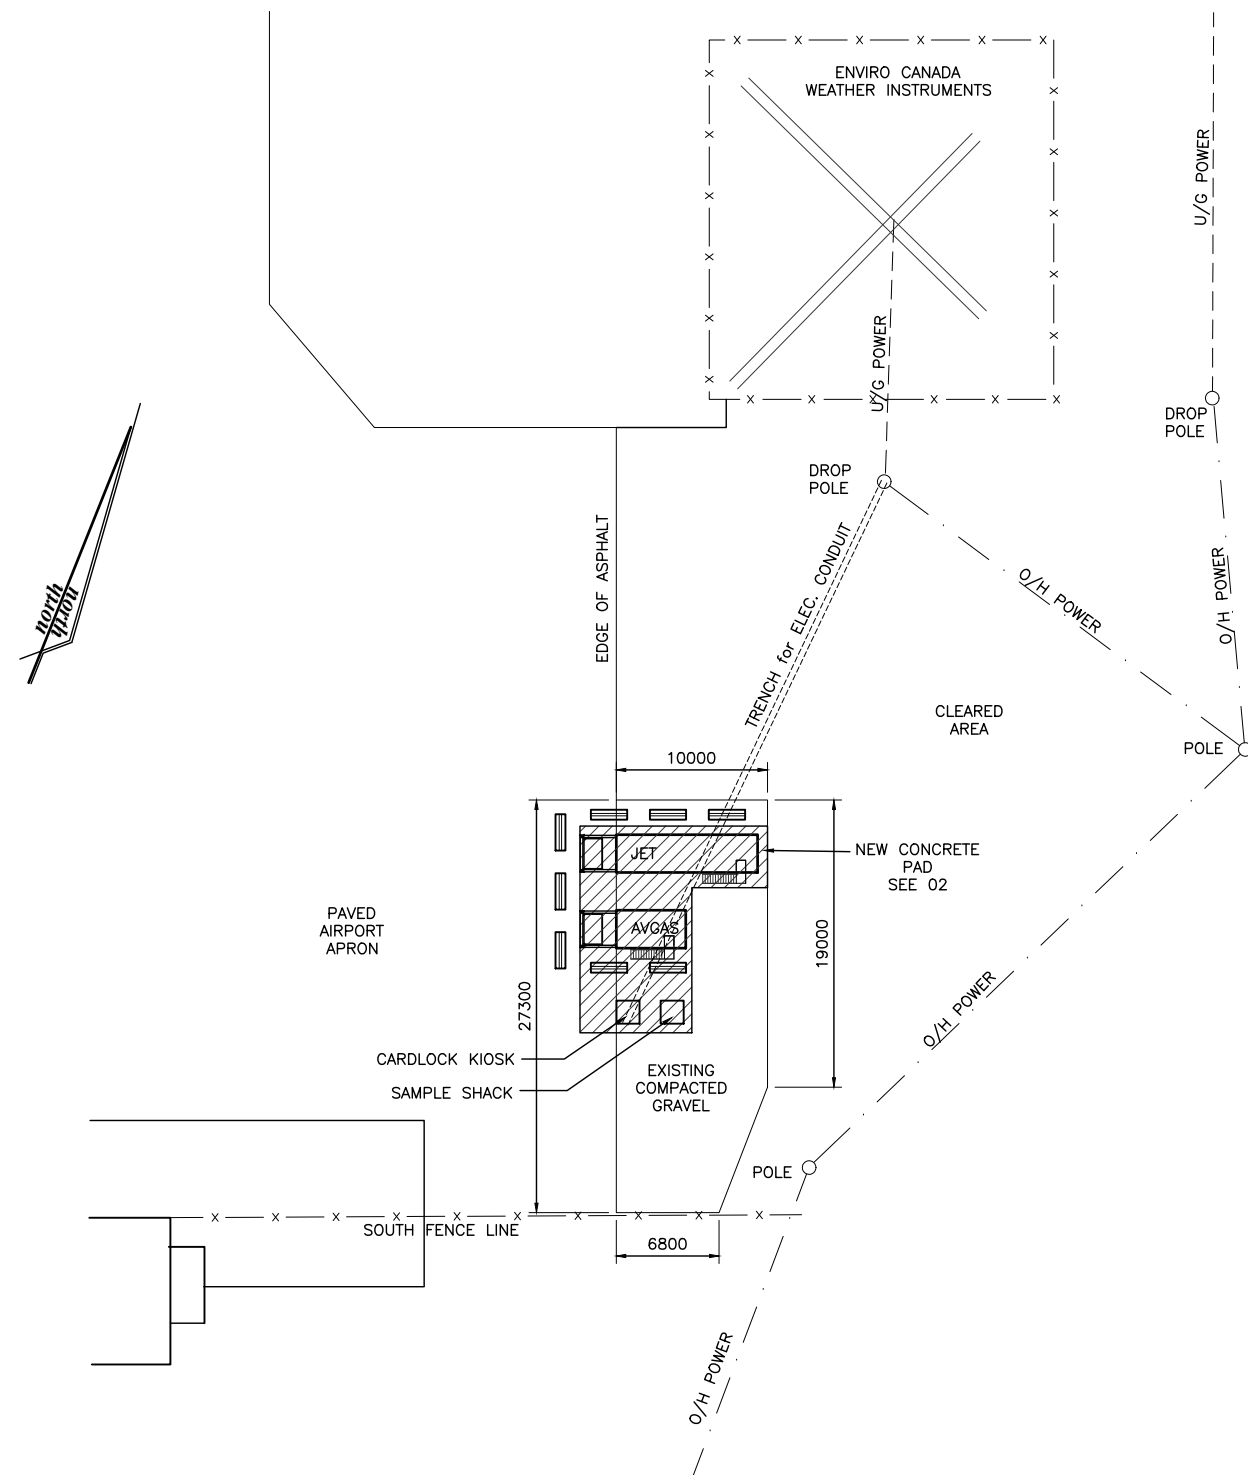 ENVIRO CANADA
WEATHER INSTRUMENTS
U/G POWER
U/G POWER
DROP
POLE
DROP
POLE
north
north
EDGE OF ASPHALT
TRENCH for ELEC. CONDUIT
O/H POWER
O/H POWER
CLEARED
AREA
POLE
10000
JET
NEW CONCRETE
PAD
SEE 02
PAVED
AIRPORT
APRON
AVGAS
19000
27300
O/H POWER
CARDLOCK KIOSK
SAMPLE SHACK
EXISTING
COMPACTED
GRAVEL
POLE
SOUTH FENCE LINE
6800
O/H POWER